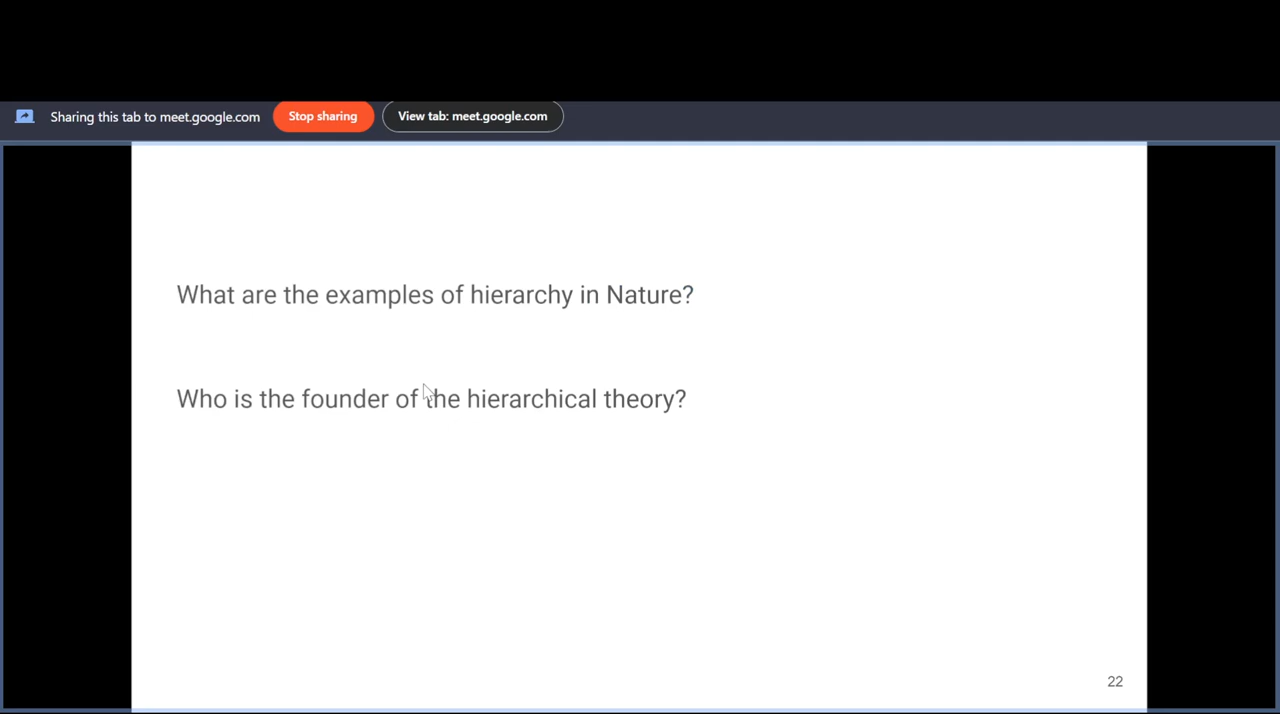 Sharing this tab to meet.google.com Stop sharing View tab: meet.google.com
What are the examples of hierarchy in Nature?
Who is the founder of the hierarchical theory?
22